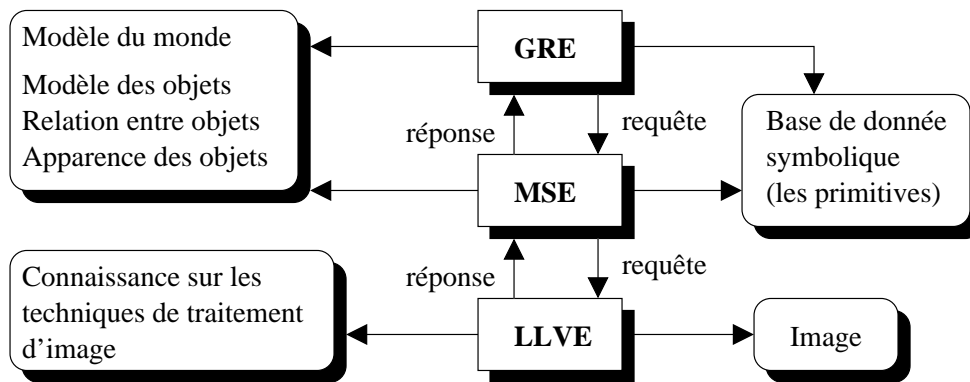 Modèle du monde
Modèle des objets
Relation entre objets
Apparence des objets
GRE
réponse
requête
Base de donnée
symbolique
(les primitives)
MSE
réponse
requête
Connaissance sur les
techniques de traitement
d’image
LLVE
Image